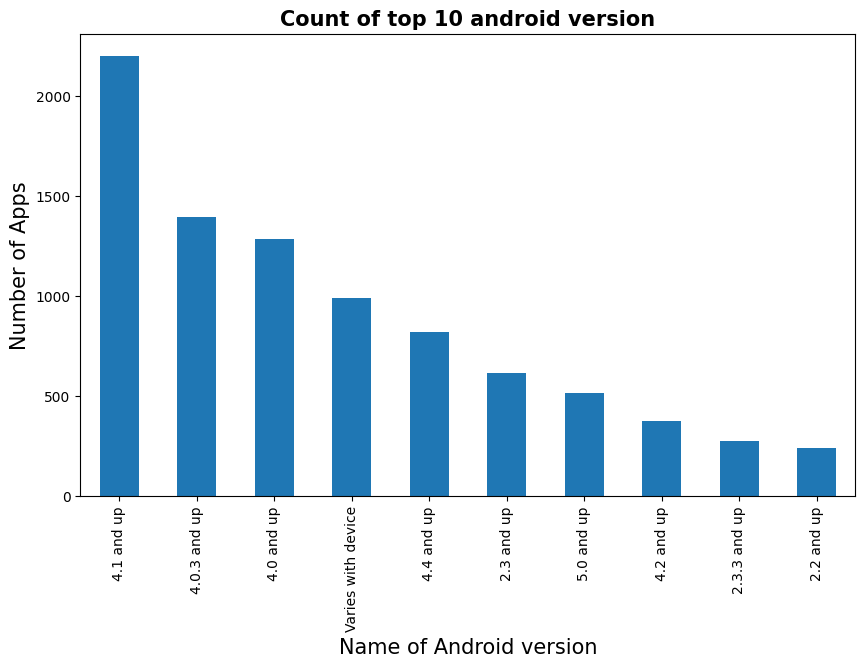 Count of top 10 android version
Number of Apps
2000
1500
1000
500
0
4.1 and up
4.0.3 and up
4.0 and up
Varies with device
4.4 and up
2.3 and up
5.0 and up
4.2 and up
2.3.3 and up
2.2 and up
Name of Android version